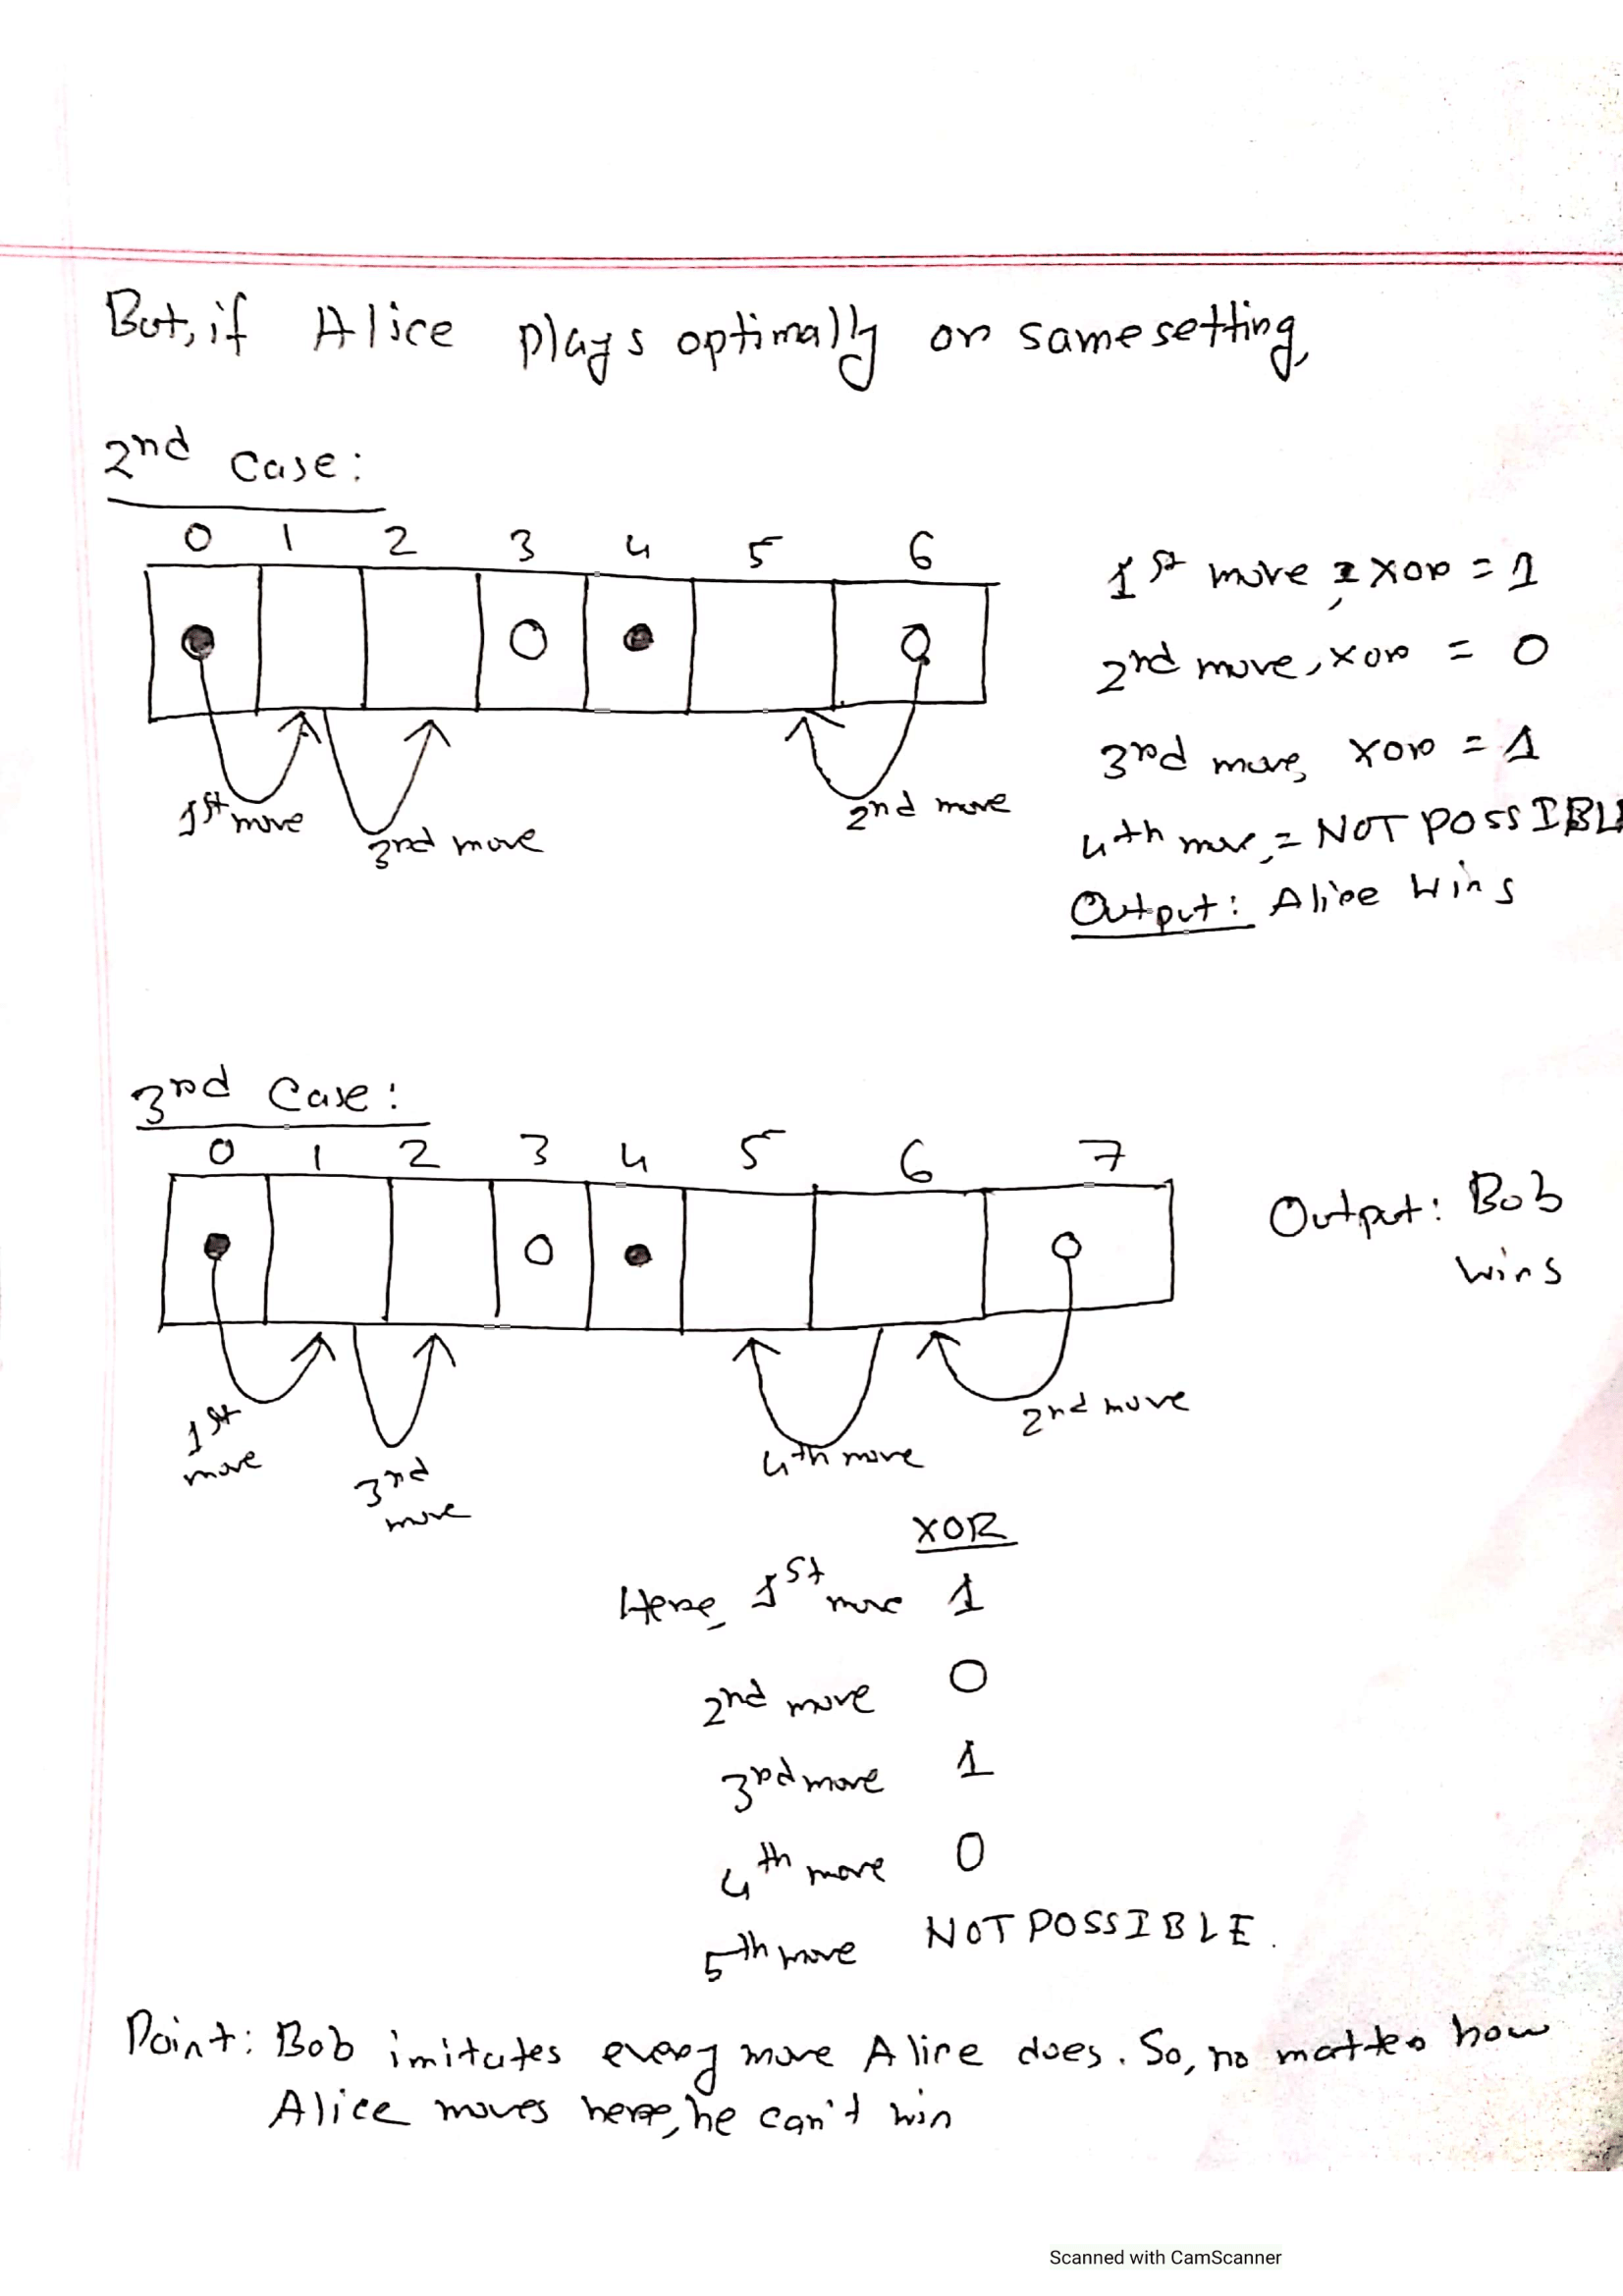 But, if Alice plays optimally on same setting,
2nd Case:
0 1 2 3 4 5 6
1st move, xor = 1
2nd move, xor = 0
3rd move, xor = 1
4th move, = NOT POSSIBL
Output: Alice Wins
1st move
3rd move
2nd move
3rd Case:
0 1 2 3 4 5 6 7
Output: Bob
wins
1st
move
3rd
move
4th move
2nd move
XOR
Here, 1st move 1
2nd move 0
3rd move 1
4th move 0
5th move NOT POSSIBLE.
Point: Bob imitates every move Alice does. So, no matter how
Alice moves here, he can't win
Scanned with CamScanner